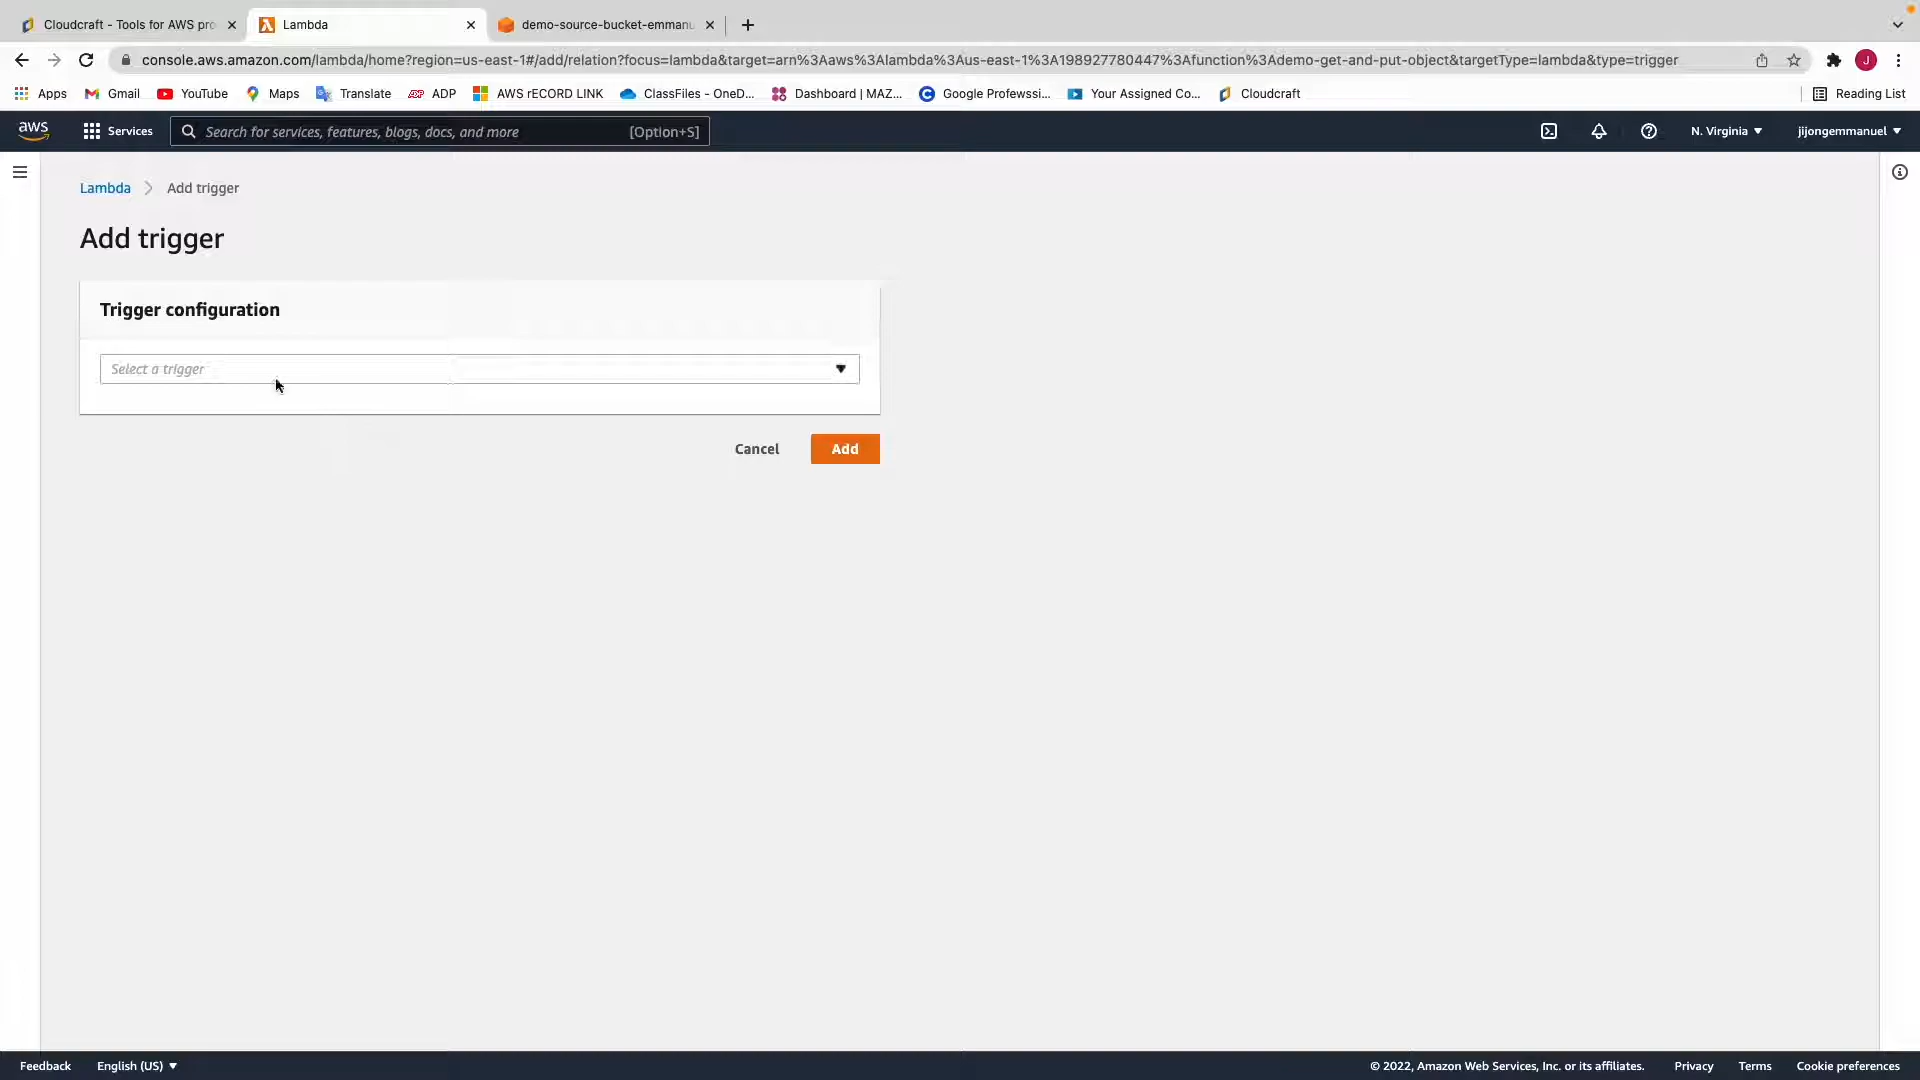 Cloudcraft - Tools for AWS pro
Lambda
demo-source-bucket-emmanu
console.aws.amazon.com/lambda/home?region=us-east-1#/add/relation?focus=lambda&target=arn%3Aaws%3Alambda%3Aus-east-1%3A198927780447%3Afunction%3Ademo-get-and-put-object&targetType=lambda&type=trigger
J
Apps Gmail YouTube Maps Translate ADP AWS rECORD LINK ClassFiles - OneD... Dashboard | MAZ... Google Profewssi... Your Assigned Co... Cloudcraft Reading List
aws Services Search for services, features, blogs, docs, and more [Option+S] N. Virginia jijongemmanuel
Lambda Add trigger
Add trigger
Trigger configuration
Select a trigger
Cancel Add
Feedback English (US) © 2022, Amazon Web Services, Inc. or its affiliates. Privacy Terms Cookie preferences